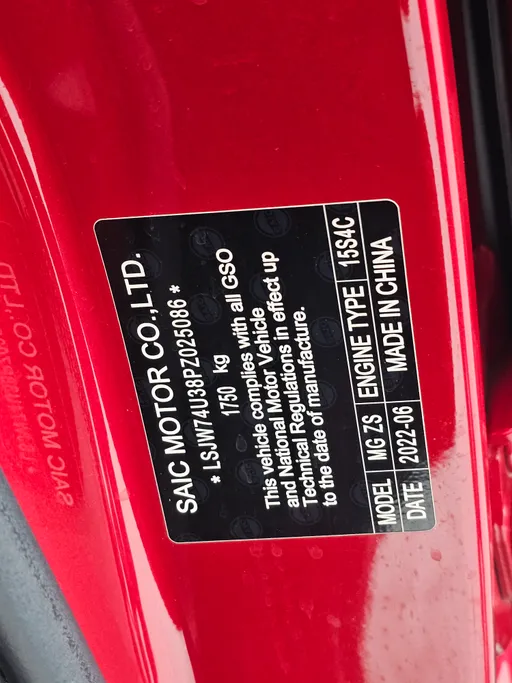 SAIC MOTOR CO.,LTD.
* LSJW74U38PZ025086 *
1750 kg
This vehicle complies with all GSO
and National Motor Vehicle
Technical Regulations in effect up
to the date of manufacture.
MODEL MG ZS ENGINE TYPE 15S4C
DATE 2022-06 MADE IN CHINA